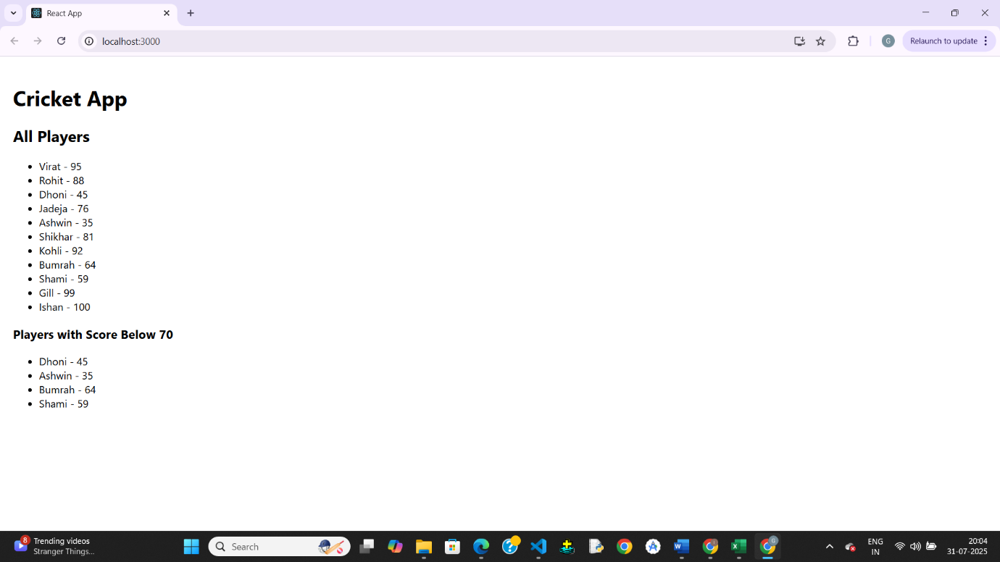 React App
localhost:3000
G
Relaunch to update
Cricket App
All Players
Virat - 95
Rohit - 88
Dhoni - 45
Jadeja - 76
Ashwin - 35
Shikhar - 81
Kohli - 92
Bumrah - 64
Shami - 59
Gill - 99
Ishan - 100
Players with Score Below 70
Dhoni - 45
Ashwin - 35
Bumrah - 64
Shami - 59
8
Trending videos
Stranger Things...
Search
ENG
IN
20:04
31-07-2025